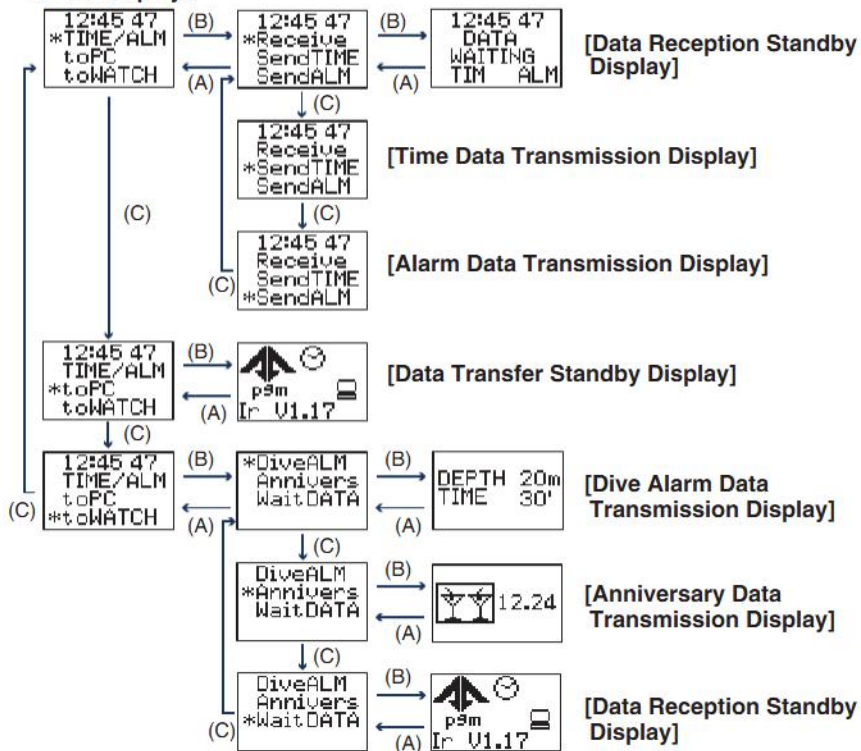 12:45 47
*TIME/ALM
toPC
toWATCH
(B)
(A)
12:45 47
*Receive
SendTIME
SendALM
(B)
(A)
12:45 47
DATA
WAITING
TIM ALM
[Data Reception Standby
Display]
(C)
12:45 47
Receive
*SendTIME
SendALM
[Time Data Transmission Display]
(C)
(C)
12:45 47
Receive
SendTIME
*SendALM
(C)
[Alarm Data Transmission Display]
12:45 47
TIME/ALM
*toPC
toWATCH
(B)
(A)
p9m
Ir V1.17
[Data Transfer Standby Display]
(C)
12:45 47
TIME/ALM
toPC
*toWATCH
(C)
(B)
(A)
*DiveALM
Annivers
WaitDATA
(B)
(A)
DEPTH 20m
TIME 30'
[Dive Alarm Data
Transmission Display]
(C)
DiveALM
*Annivers
WaitDATA
(B)
(A)
12.24
[Anniversary Data
Transmission Display]
(C)
DiveALM
Annivers
*WaitDATA
(C)
(B)
(A)
p9m
Ir V1.17
[Data Reception Standby
Display]